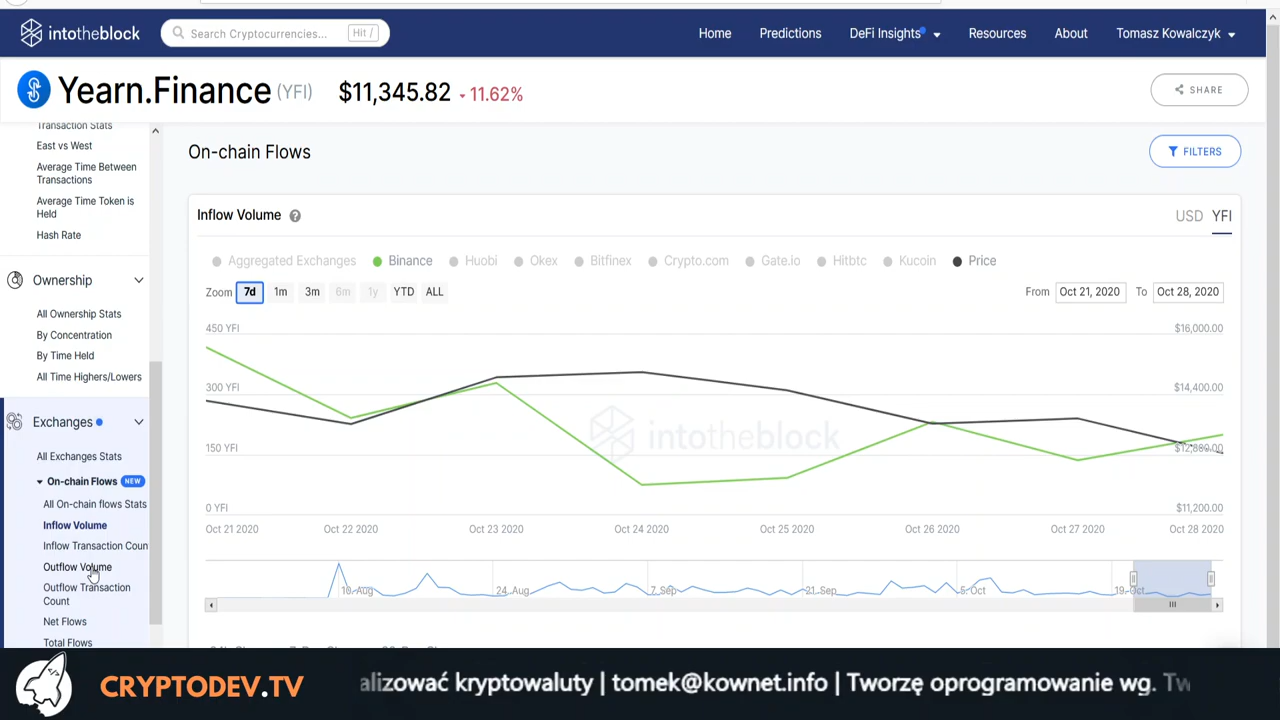 intotheblock
Search Cryptocurrencies... Hit /
Home Predictions DeFi Insights Resources About Tomasz Kowalczyk
Yearn.Finance (YFI) $11,345.82 11.62% SHARE
Transaction Stats
East vs West
Average Time Between
Transactions
Average Time Token is
Held
Hash Rate
Ownership
All Ownership Stats
By Concentration
By Time Held
All Time Highers/Lowers
Exchanges
All Exchanges Stats
On-chain Flows NEW
All On-chain flows Stats
Inflow Volume
Inflow Transaction Coun
Outflow Volume
Outflow Transaction
Count
Net Flows
Total Flows
On-chain Flows FILTERS
Inflow Volume ? USD YFI
Aggregated Exchanges Binance Huobi Okex Bitfinex Crypto.com Gate.io Hitbtc Kucoin Price
Zoom 7d 1m 3m 6m 1y YTD ALL From Oct 21, 2020 To Oct 28, 2020
450 YFI $16,000.00
300 YFI $14,400.00
intotheblock
150 YFI $12,800.00
0 YFI $11,200.00
Oct 21 2020 Oct 22 2020 Oct 23 2020 Oct 24 2020 Oct 25 2020 Oct 26 2020 Oct 27 2020 Oct 28 2020
10. Aug 24. Aug 7. Sep 21. Sep 5. Oct 19. Oct
CRYPTODEV.TV alizować kryptowaluty | tomek@kownet.info | Tworzę oprogramowanie wg. Tw